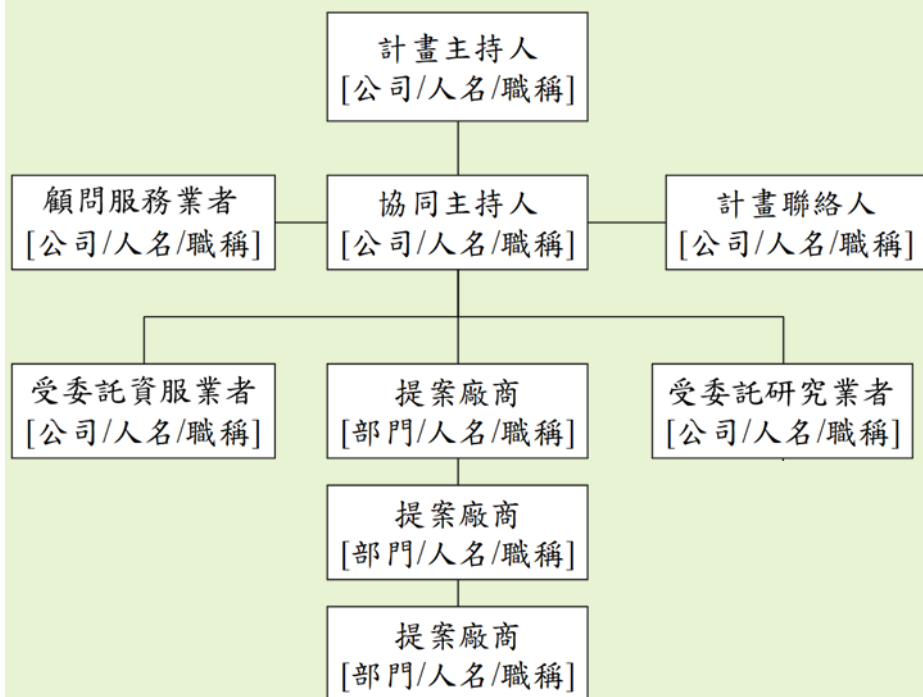 計畫主持人
[公司/人名/職稱]
顧問服務業者
[公司/人名/職稱]
協同主持人
[公司/人名/職稱]
計畫聯絡人
[公司/人名/職稱]
受委託資服業者
[公司/人名/職稱]
提案廠商
[部門/人名/職稱]
受委託研究業者
[公司/人名/職稱]
提案廠商
[部門/人名/職稱]
提案廠商
[部門/人名/職稱]